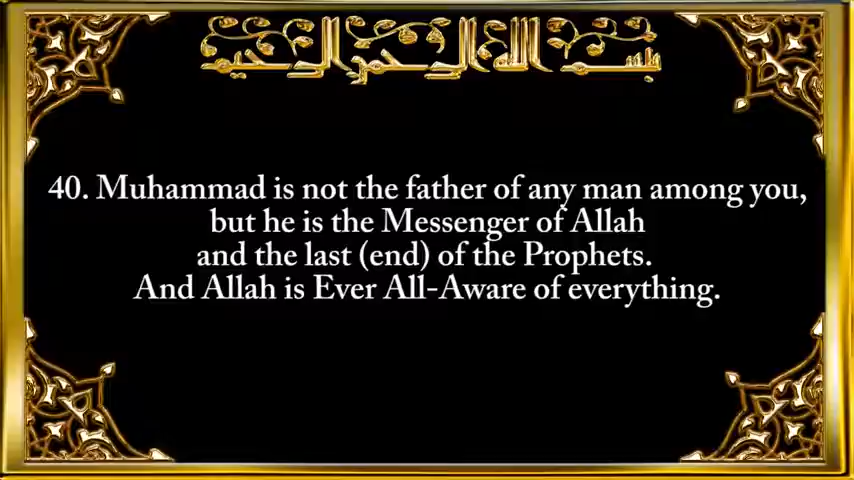 بسم الله الرحمن الرحيم
40. Muhammad is not the father of any man among you,
but he is the Messenger of Allah
and the last (end) of the Prophets.
And Allah is Ever All-Aware of everything.